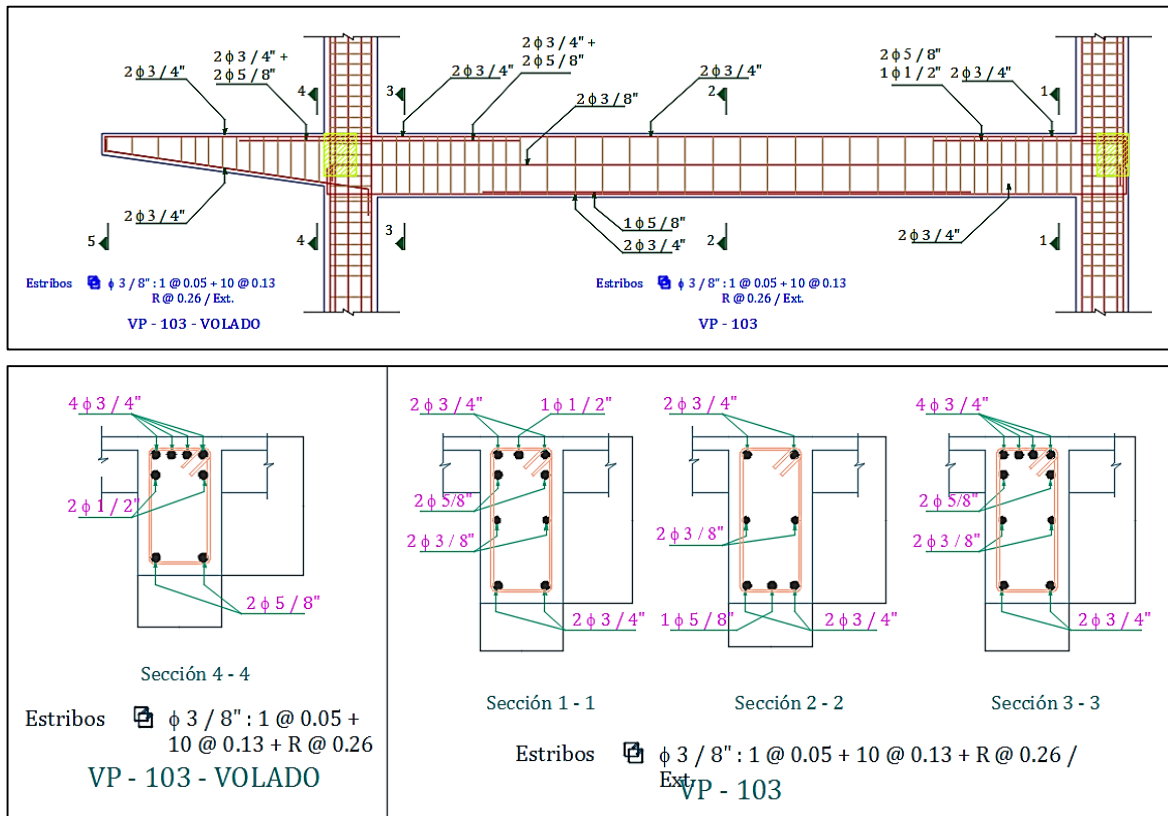 2 ϕ 3 / 4"
2 ϕ 3 / 4" +
2 ϕ 5 / 8"
2 ϕ 3 / 4"
2 ϕ 3 / 4" +
2 ϕ 5 / 8"
2 ϕ 3 / 8"
2 ϕ 3 / 4"
2 ϕ 5 / 8"
1 ϕ 1 / 2"
2 ϕ 3 / 4"
4
3
2
1
2 ϕ 3 / 4"
1 ϕ 5 / 8"
2 ϕ 3 / 4"
2 ϕ 3 / 4"
5
4
3
2
1
Estribos ϕ 3 / 8" : 1 @ 0.05 + 10 @ 0.13
R @ 0.26 / Ext.
VP - 103 - VOLADO
Estribos ϕ 3 / 8" : 1 @ 0.05 + 10 @ 0.13
R @ 0.26 / Ext.
VP - 103
4 ϕ 3 / 4"
2 ϕ 1 / 2"
2 ϕ 5 / 8"
Sección 4 - 4
Estribos ϕ 3 / 8" : 1 @ 0.05 +
10 @ 0.13 + R @ 0.26
VP - 103 - VOLADO
2 ϕ 3 / 4"
1 ϕ 1 / 2"
2 ϕ 5/8"
2 ϕ 3 / 8"
2 ϕ 3 / 4"
Sección 1 - 1
2 ϕ 3 / 4"
2 ϕ 3 / 8"
1 ϕ 5 / 8"
2 ϕ 3 / 4"
Sección 2 - 2
4 ϕ 3 / 4"
2 ϕ 5/8"
2 ϕ 3 / 8"
2 ϕ 3 / 4"
Sección 3 - 3
Estribos ϕ 3 / 8" : 1 @ 0.05 + 10 @ 0.13 + R @ 0.26 /
Ext.
VP - 103